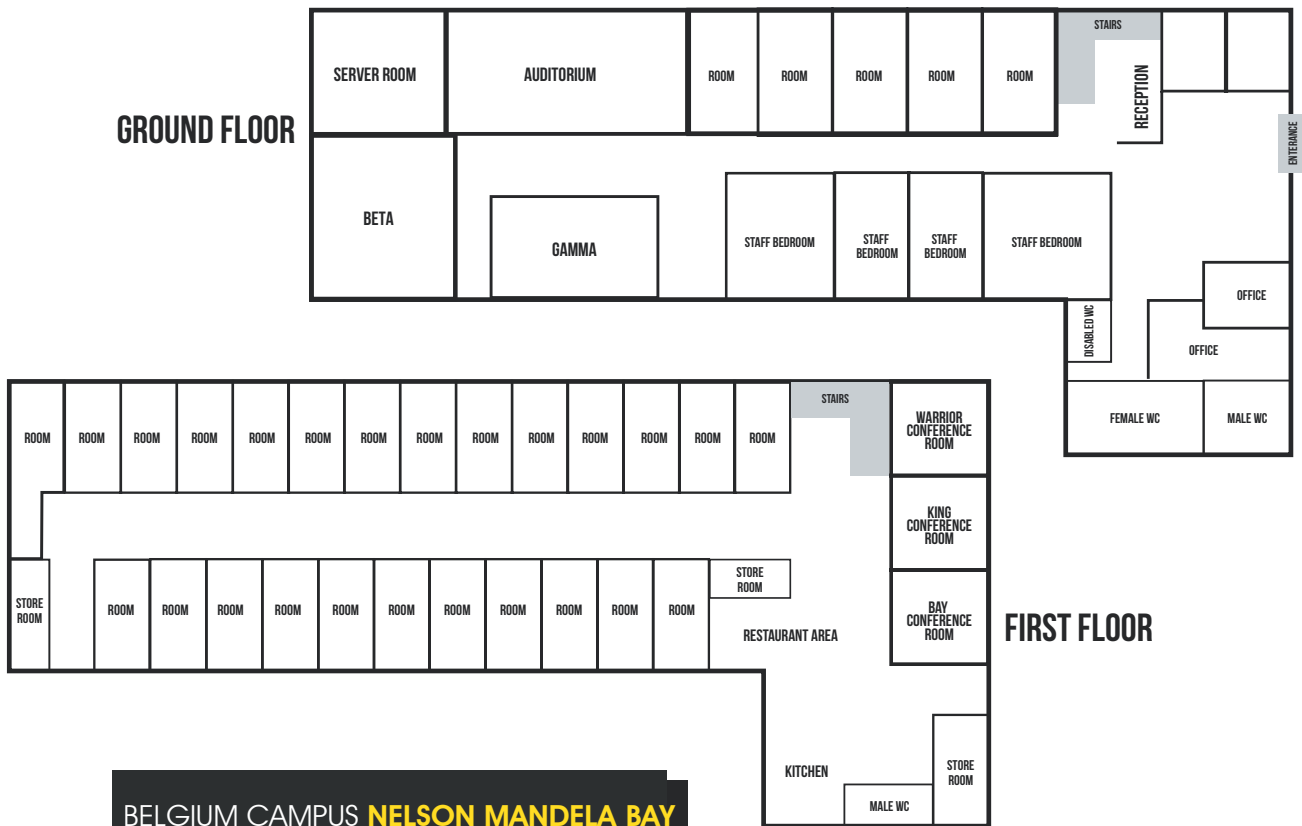 STAIRS
SERVER ROOM
AUDITORIUM
ROOM
ROOM
ROOM
ROOM
ROOM
RECEPTION
GROUND FLOOR
ENTERANCE
BETA
GAMMA
STAFF BEDROOM
STAFF
BEDROOM
STAFF
BEDROOM
STAFF BEDROOM
OFFICE
DISABLED WC
OFFICE
FEMALE WC
MALE WC
STAIRS
ROOM
ROOM
ROOM
ROOM
ROOM
ROOM
ROOM
ROOM
ROOM
ROOM
ROOM
ROOM
ROOM
ROOM
WARRIOR
CONFERENCE
ROOM
KING
CONFERENCE
ROOM
STORE
ROOM
ROOM
ROOM
ROOM
ROOM
ROOM
ROOM
ROOM
ROOM
ROOM
ROOM
ROOM
STORE
ROOM
BAY
CONFERENCE
ROOM
FIRST FLOOR
RESTAURANT AREA
KITCHEN
STORE
ROOM
MALE WC
BELGIUM CAMPUS NELSON MANDELA BAY